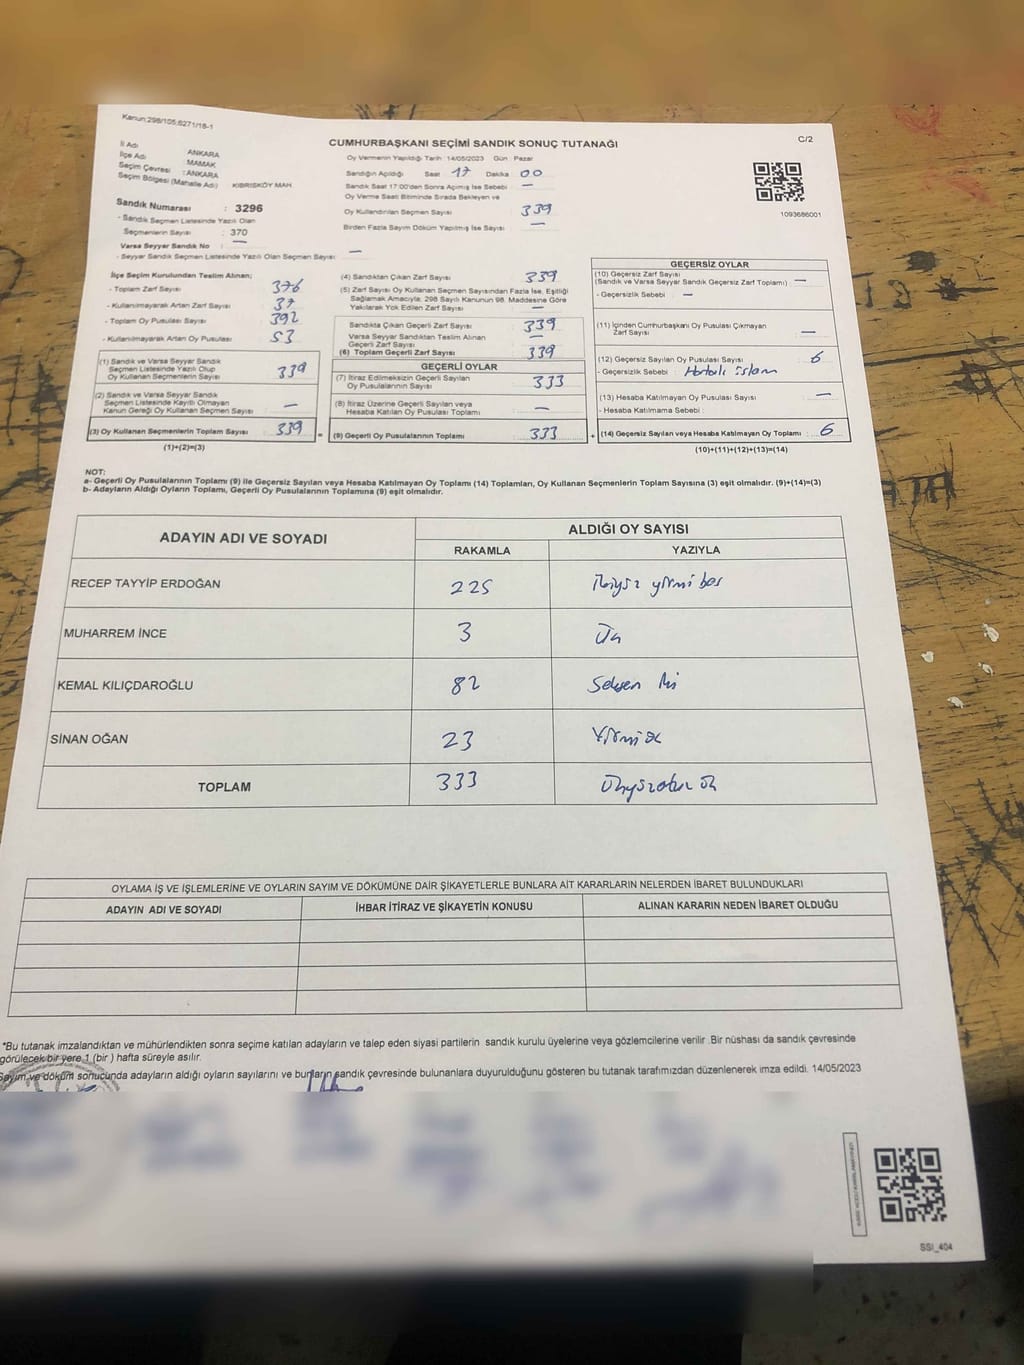 Kanun;298/105,6271/18-1
CUMHURBAŞKANI SEÇİMİ SANDIK SONUÇ TUTANAĞI
C/2
İl Adı ANKARA
İlçe Adı MAMAK
Seçim Çevresi :ANKARA
Seçim Bölgesi (Mahalle Adı) KIBRISKÖY MAH.
Sandık Numarası : 3296
- Sandık Seçmen Listesinde Yazılı Olan
Seçmenlerin Sayısı : 370
Varsa Seyyar Sandık No : —
- Seyyar Sandık Seçmen Listesinde Yazılı Olan Seçmen Sayısı: —
Oy Vermenin Yapıldığı Tarih :14/05/2023 Gün Pazar
Sandığın Açıldığı Saat 17 Dakika 00
Sandık Saat 17:00'den Sonra Açılmış İse Sebebi —
Oy Verme Saati Bitiminde Sırada Bekleyen ve
Oy Kullandırılan Seçmen Sayısı 339
Birden Fazla Sayım Döküm Yapılmış İse Sayısı : —
1093686001
İlçe Seçim Kurulundan Teslim Alınan;
- Toplam Zarf Sayısı : 376
- Kullanılmayarak Artan Zarf Sayısı : 37
- Toplam Oy Pusulası Sayısı : 392
- Kullanılmayarak Artan Oy Pusulası : 53
(1) Sandık ve Varsa Seyyar Sandık
Seçmen Listesinde Yazılı Olup
Oy Kullanan Seçmenlerin Sayısı : 339
(2) Sandık ve Varsa Seyyar Sandık
Seçmen Listesinde Kayıtlı Olmayan
Kanun Gereği Oy Kullanan Seçmen Sayısı : —
(3) Oy Kullanan Seçmenlerin Toplam Sayısı : 339
(1)+(2)=(3)
(4) Sandıktan Çıkan Zarf Sayısı 339
(5) Zarf Sayısı Oy Kullanan Seçmen Sayısından Fazla İse, Eşitliği
Sağlamak Amacıyla; 298 Sayılı Kanunun 98. Maddesine Göre
Yakılarak Yok Edilen Zarf Sayısı : —
Sandıkta Çıkan Geçerli Zarf Sayısı : 339
Varsa Seyyar Sandıktan Teslim Alınan
Geçerli Zarf Sayısı : —
(6) Toplam Geçerli Zarf Sayısı : 339
GEÇERLİ OYLAR
(7) İtiraz Edilmeksizin Geçerli Sayılan
Oy Pusulalarının Sayısı : 333
(8) İtiraz Üzerine Geçerli Sayılan veya
Hesaba Katılan Oy Pusulası Toplamı : —
= (9) Geçerli Oy Pusulalarının Toplamı : 333
GEÇERSİZ OYLAR
(10) Geçersiz Zarf Sayısı
(Sandık ve Varsa Seyyar Sandık Geçersiz Zarf Toplamı) —
- Geçersizlik Sebebi : —
(11) İçinden Cumhurbaşkanı Oy Pusulası Çıkmayan
Zarf Sayısı : —
(12) Geçersiz Sayılan Oy Pusulası Sayısı : 6
- Geçersizlik Sebebi : Hatalı
(13) Hesaba Katılmayan Oy Pusulası Sayısı : —
- Hesaba Katılmama Sebebi :
+ (14) Geçersiz Sayılan veya Hesaba Katılmayan Oy Toplamı : 6
(10)+(11)+(12)+(13)=(14)
NOT:
a- Geçerli Oy Pusulalarının Toplamı (9) ile Geçersiz Sayılan veya Hesaba Katılmayan Oy Toplamı (14) Toplamları, Oy Kullanan Seçmenlerin Toplam Sayısına (3) eşit olmalıdır. (9)+(14)=(3)
b- Adayların Aldığı Oyların Toplamı, Geçerli Oy Pusulalarının Toplamına (9) eşit olmalıdır.
ADAYIN ADI VE SOYADI ALDIĞI OY SAYISI
RAKAMLA YAZIYLA
RECEP TAYYİP ERDOĞAN 225 İkiyüz yirmi beş
MUHARREM İNCE 3 Üç
KEMAL KILIÇDAROĞLU 82 Seksen iki
SİNAN OĞAN 23 Yirmi üç
TOPLAM 333 Üçyüzotuz üç
OYLAMA İŞ VE İŞLEMLERİNE VE OYLARIN SAYIM VE DÖKÜMÜNE DAİR ŞİKAYETLERLE BUNLARA AİT KARARLARIN NELERDEN İBARET BULUNDUKLARI
ADAYIN ADI VE SOYADI İHBAR İTİRAZ VE ŞİKAYETİN KONUSU ALINAN KARARIN NEDEN İBARET OLDUĞU
*Bu tutanak imzalandıktan ve mühürlendikten sonra seçime katılan adayların ve talep eden siyasi partilerin sandık kurulu üyelerine veya gözlemcilerine verilir .Bir nüshası da sandık çevresinde
görülecek bir yere 1 (bir ) hafta süreyle asılır.
Sayım ve döküm sonucunda adayların aldığı oyların sayılarını ve bunların sandık çevresinde bulunanlara duyurulduğunu gösteren bu tutanak tarafımızdan düzenlenerek imza edildi. 14/05/2023
SSI_404